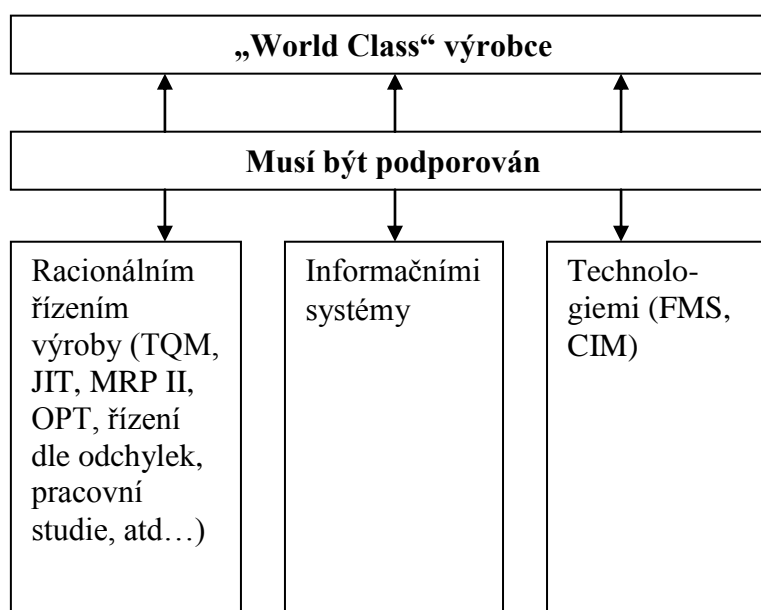 „World Class“ výrobce
Musí být podporován
Racionálním
řízením
výroby (TQM,
JIT, MRP II,
OPT, řízení
dle odchylek,
pracovní
studie, atd…)
Informačními
systémy
Technolo-
giemi (FMS,
CIM)